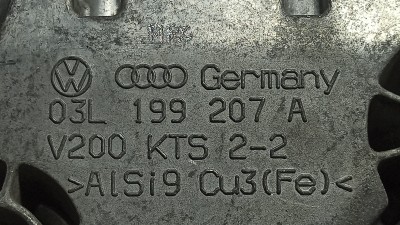 Germany
03L 199 207 A
V200 KTS 2-2
>AlSi9 Cu3(Fe)<